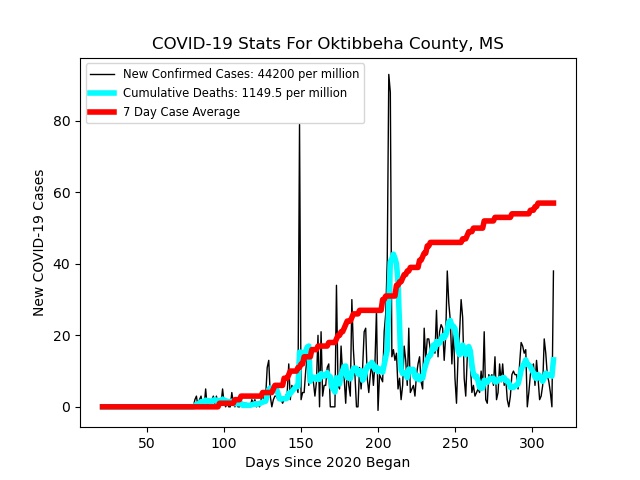 COVID-19 Stats For Oktibbeha County, MS
New Confirmed Cases: 44200 per million
Cumulative Deaths: 1149.5 per million
7 Day Case Average
New COVID-19 Cases
80
60
40
20
0
50 100 150 200 250 300
Days Since 2020 Began